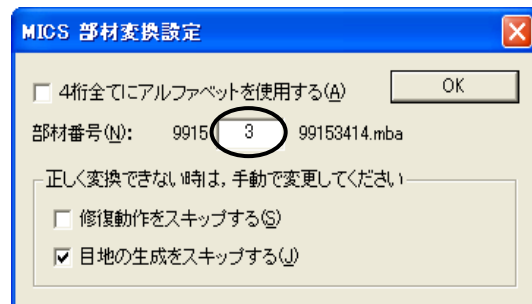 MICS 部材変換設定
4桁全てにアルファベットを使用する(A)
OK
部材番号(N): 9915 3 99153414.mba
正しく変換できない時は，手動で変更してください
修復動作をスキップする(S)
目地の生成をスキップする(J)